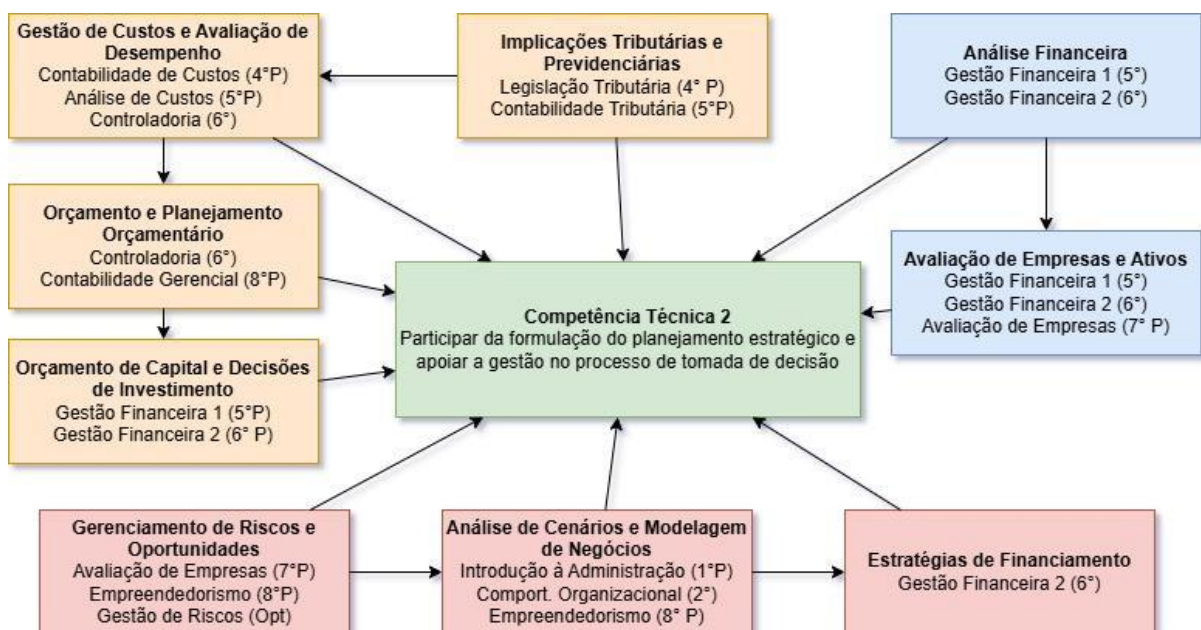 Gestão de Custos e Avaliação de
Desempenho
Contabilidade de Custos (4°P)
Análise de Custos (5°P)
Controladoria (6°)
Implicações Tributárias e
Previdenciárias
Legislação Tributária (4° P)
Contabilidade Tributária (5°P)
Análise Financeira
Gestão Financeira 1 (5°)
Gestão Financeira 2 (6°)
Orçamento e Planejamento
Orçamentário
Controladoria (6°)
Contabilidade Gerencial (8°P)
Avaliação de Empresas e Ativos
Gestão Financeira 1 (5°)
Gestão Financeira 2 (6°)
Avaliação de Empresas (7° P)
Competência Técnica 2
Participar da formulação do planejamento estratégico e
apoiar a gestão no processo de tomada de decisão
Orçamento de Capital e Decisões
de Investimento
Gestão Financeira 1 (5°P)
Gestão Financeira 2 (6° P)
Gerenciamento de Riscos e
Oportunidades
Avaliação de Empresas (7°P)
Empreendedorismo (8°P)
Gestão de Riscos (Opt)
Análise de Cenários e Modelagem
de Negócios
Introdução à Administração (1°P)
Comport. Organizacional (2°)
Empreendedorismo (8° P)
Estratégias de Financiamento
Gestão Financeira 2 (6°)